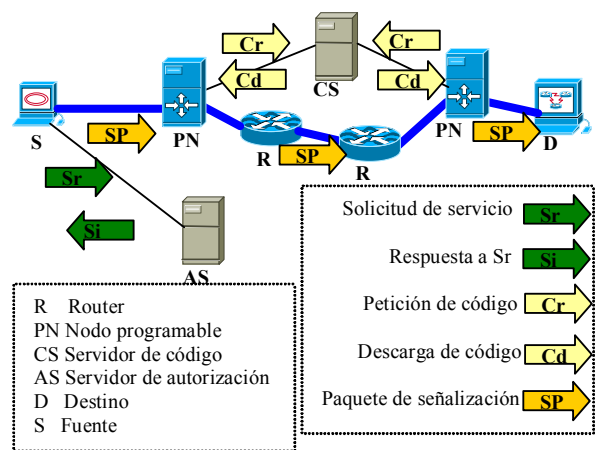 Cr
Cr
Cd
Cd
CS
S
SP
PN
R
SP
R
PN
SP
D
Sr
Si
AS
R Router
PN Nodo programable
CS Servidor de código
AS Servidor de autorización
D Destino
S Fuente
Solicitud de servicio Sr
Respuesta a Sr Si
Petición de código Cr
Descarga de código Cd
Paquete de señalización SP